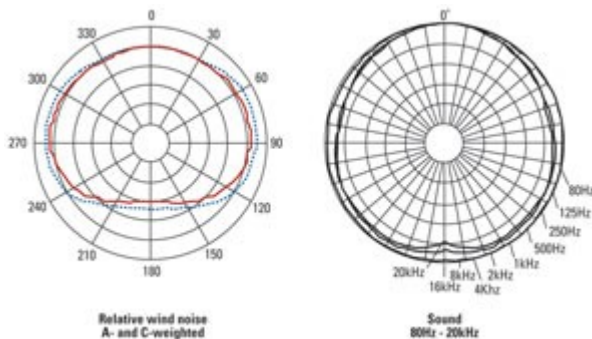 0
30
60
90
120
150
180
210
240
270
300
330
Relative wind noise
A- and C-weighted
0°
80Hz
125Hz
250Hz
500Hz
1kHz
2kHz
4Khz
8kHz
16kHz
20kHz
Sound
80Hz - 20kHz